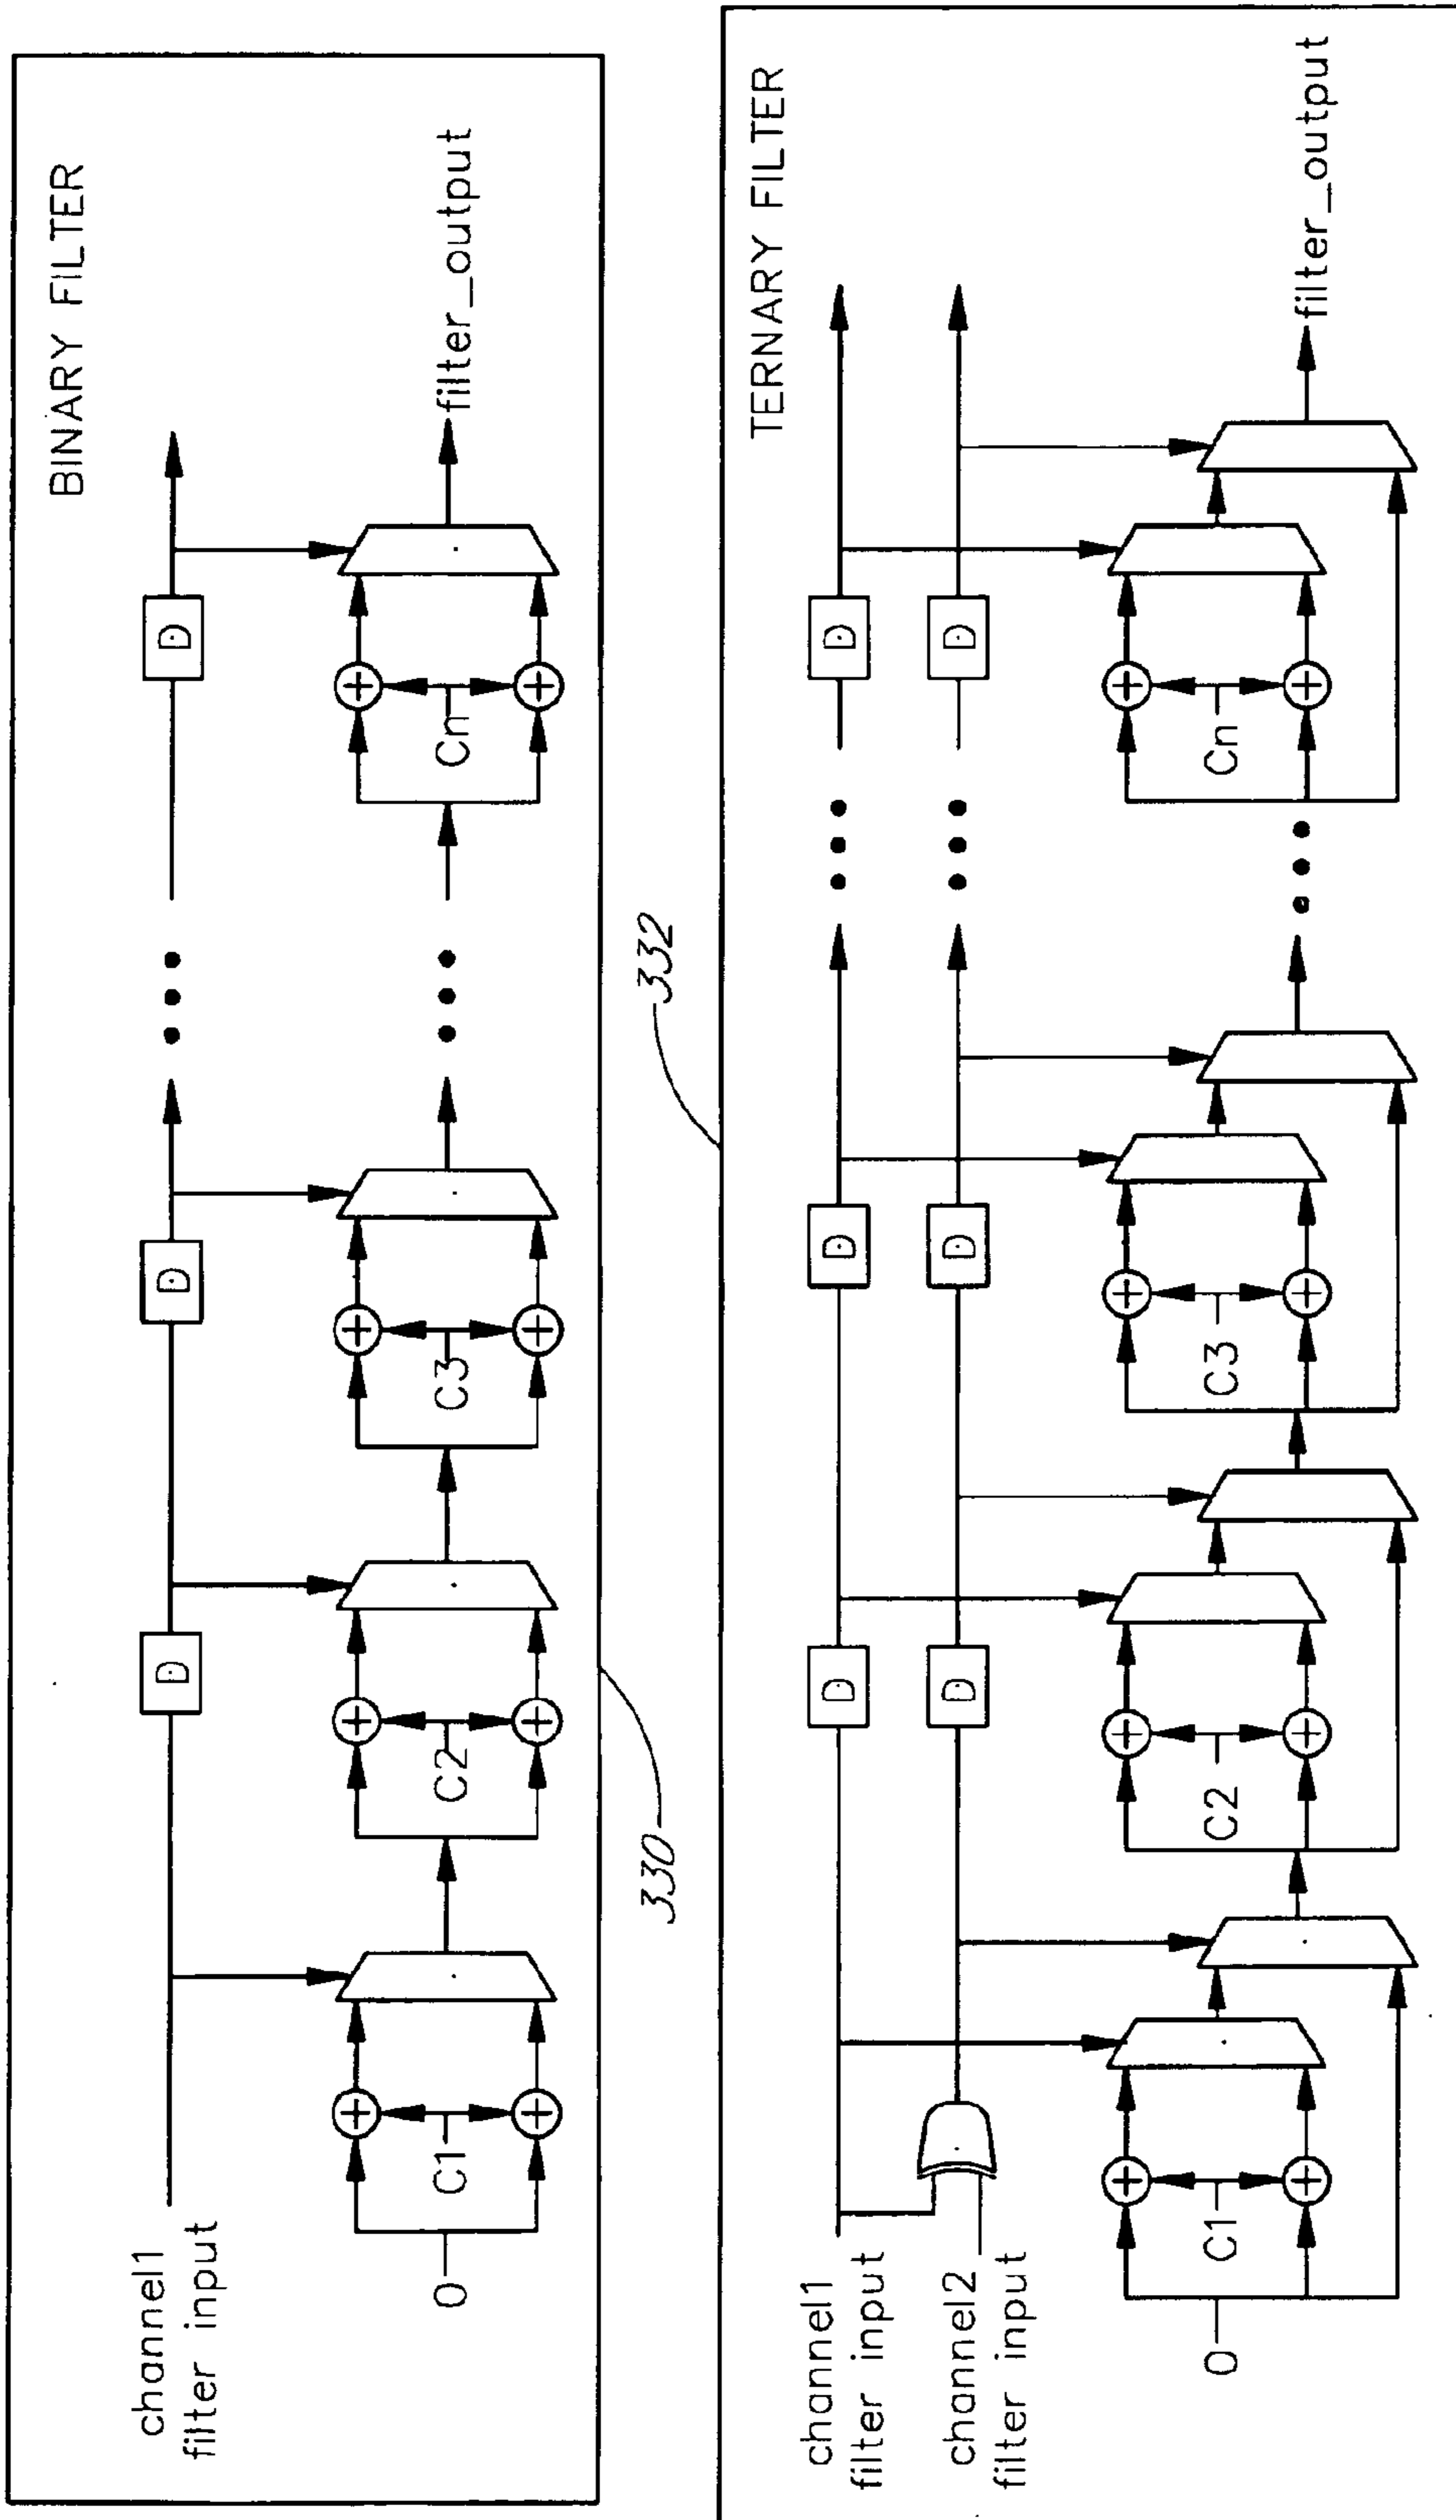 BINARY FILTER
channel1
filter input
D
D
D
0
C1
C2
C3
Cn
filter_output
330
332
TERNARY FILTER
channel1
filter input
D
D
D
channel2
filter input
D
D
D
0
C1
C2
C3
Cn
filter_output